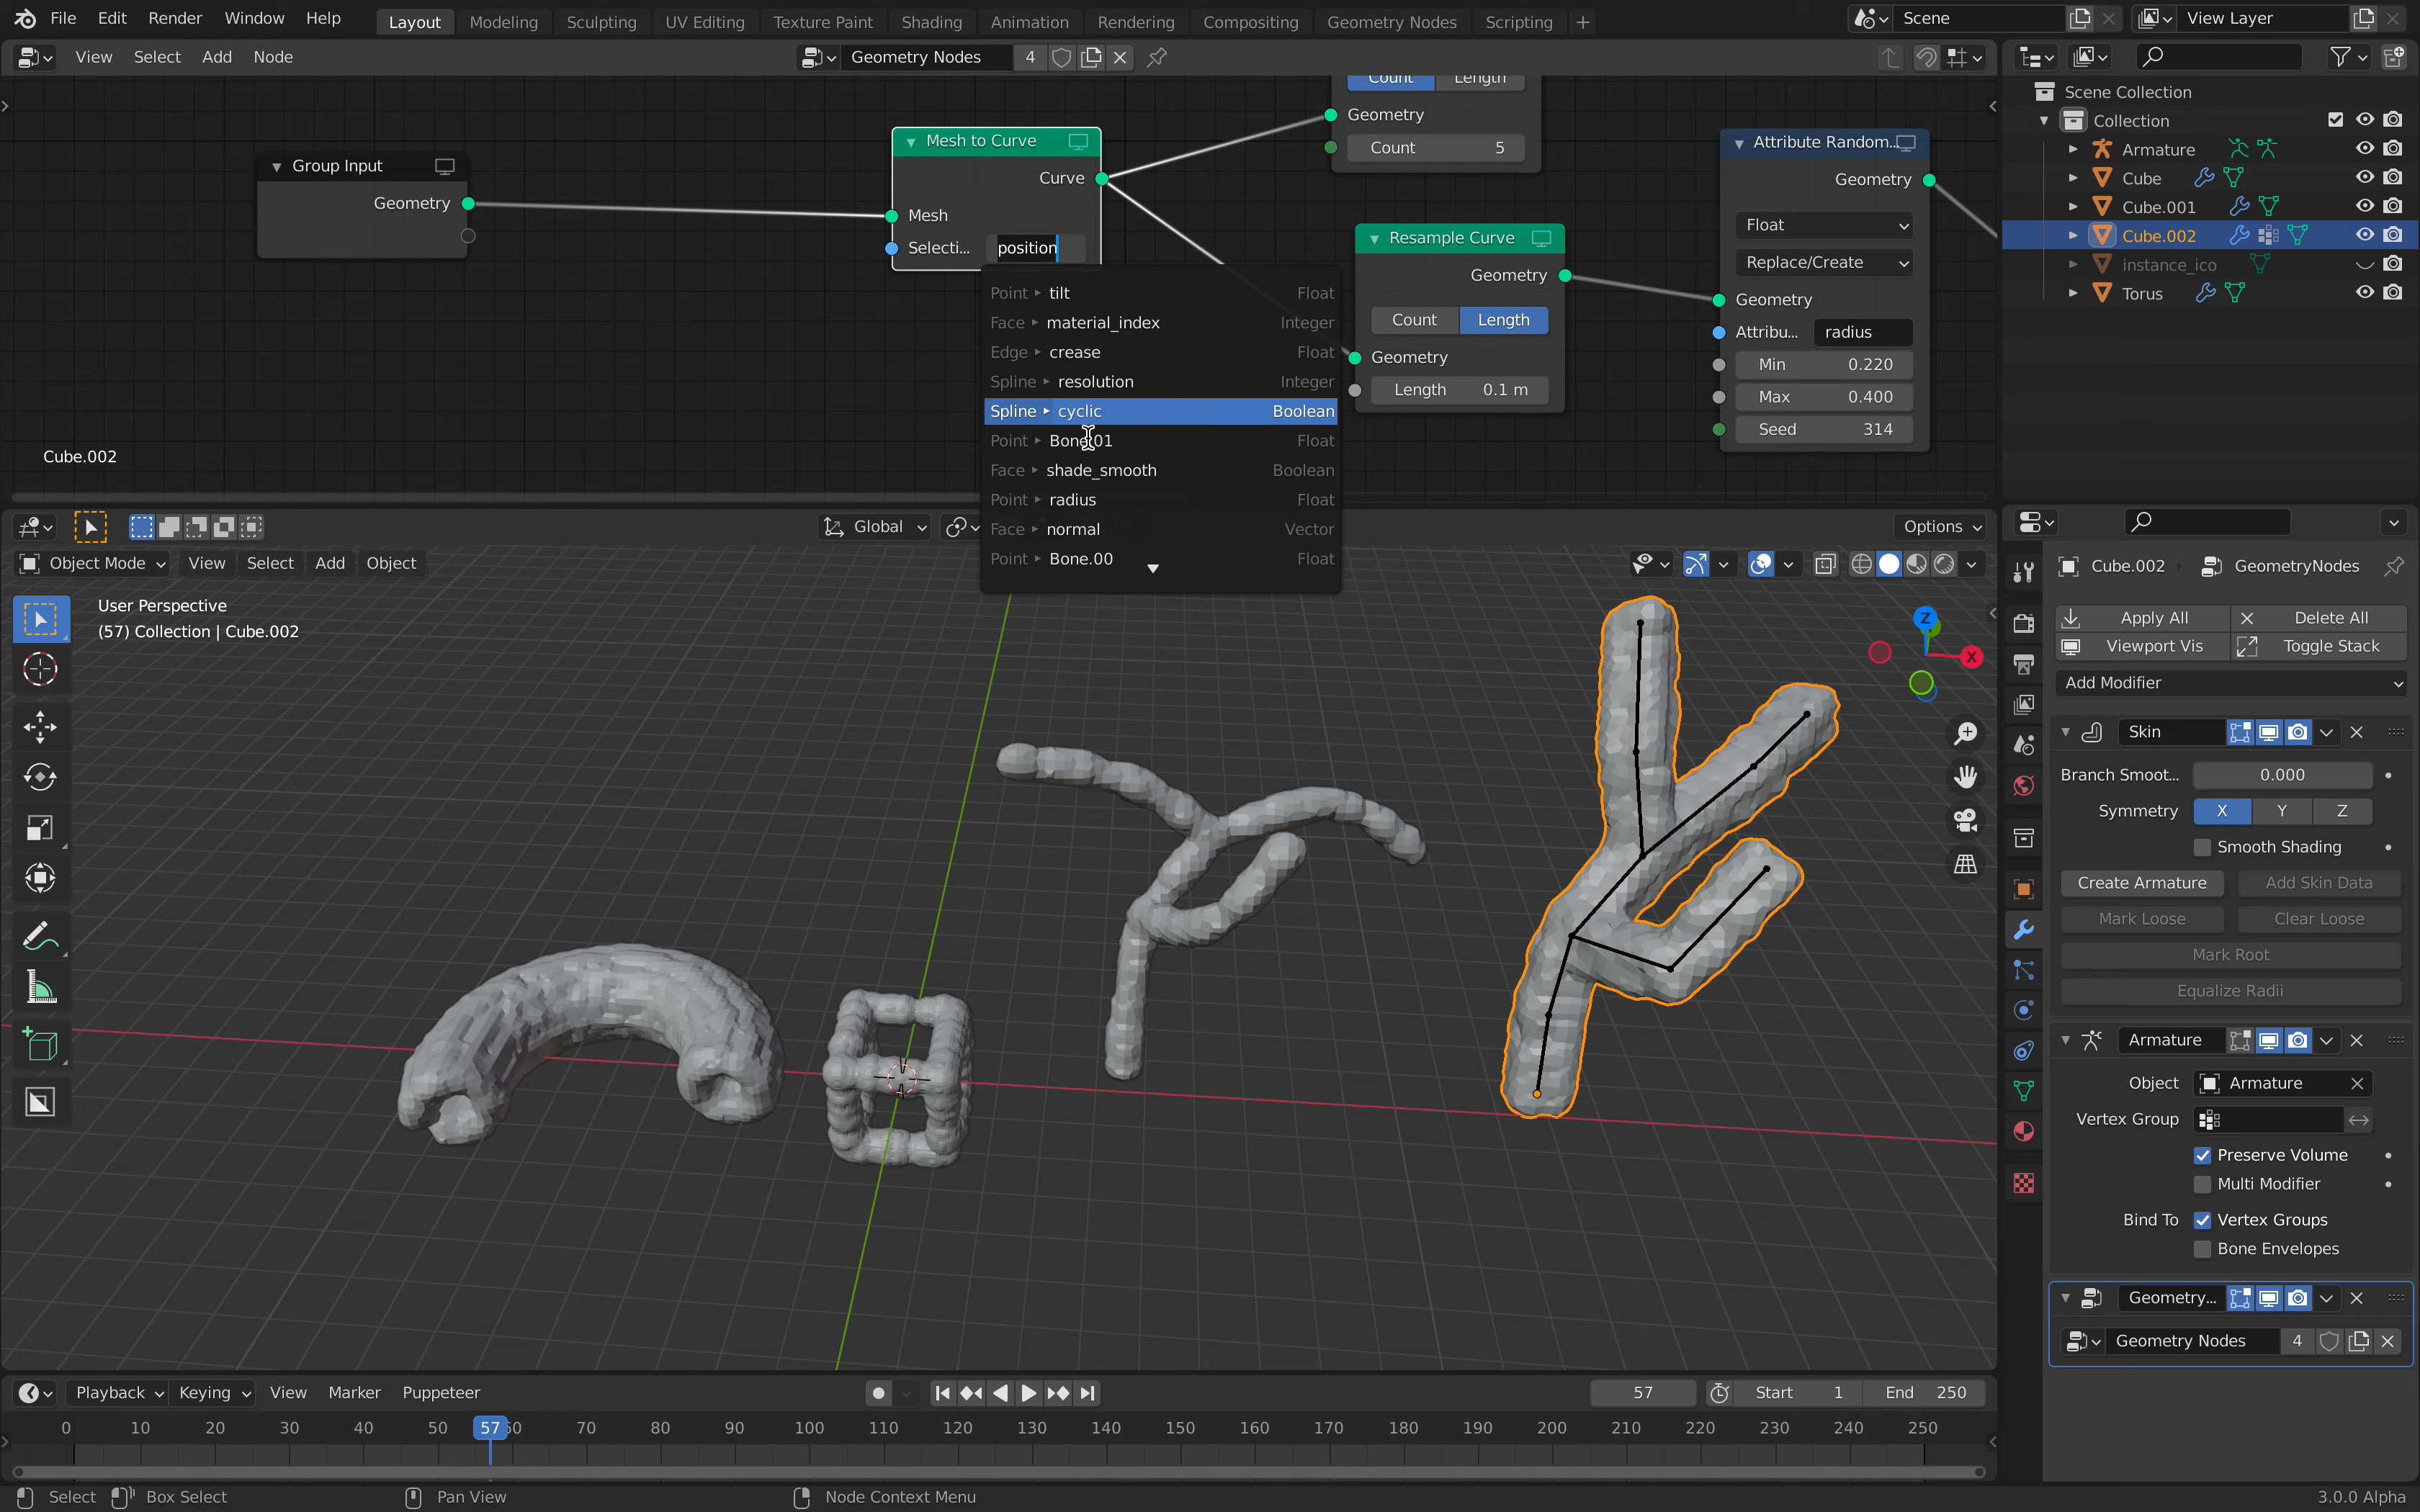 File Edit Render Window Help Layout Modeling Sculpting UV Editing Texture Paint Shading Animation Rendering Compositing Geometry Nodes Scripting + Scene View Layer
View Select Add Node Geometry Nodes 4
Count Length
Geometry
Count 5
Group Input
Geometry
Mesh to Curve
Curve
Mesh
Selecti... position
Point tilt Float
Face material_index Integer
Edge crease Float
Spline resolution Integer
Spline cyclic Boolean
Point Bone.01 Float
Face shade_smooth Boolean
Point radius Float
Face normal Vector
Point Bone.00 Float
Resample Curve
Geometry
Count Length
Geometry
Length 0.1 m
Attribute Random...
Geometry
Float
Replace/Create
Geometry
Attribu... radius
Min 0.220
Max 0.400
Seed 314
Cube.002
Scene Collection
Collection
Armature
Cube
Cube.001
Cube.002
instance_ico
Torus
Global Options
Object Mode View Select Add Object
User Perspective
(57) Collection | Cube.002
Z
X
Cube.002 GeometryNodes
Apply All Delete All
Viewport Vis Toggle Stack
Add Modifier
Skin
Branch Smoot... 0.000
Symmetry X Y Z
Smooth Shading
Create Armature Add Skin Data
Mark Loose Clear Loose
Mark Root
Equalize Radii
Armature
Object Armature
Vertex Group
Preserve Volume
Multi Modifier
Bind To Vertex Groups
Bone Envelopes
Geometry...
Geometry Nodes 4
Playback Keying View Marker Puppeteer 57 Start 1 End 250
0 10 20 30 40 50 57 60 70 80 90 100 110 120 130 140 150 160 170 180 190 200 210 220 230 240 250
Select Box Select Pan View Node Context Menu 3.0.0 Alpha